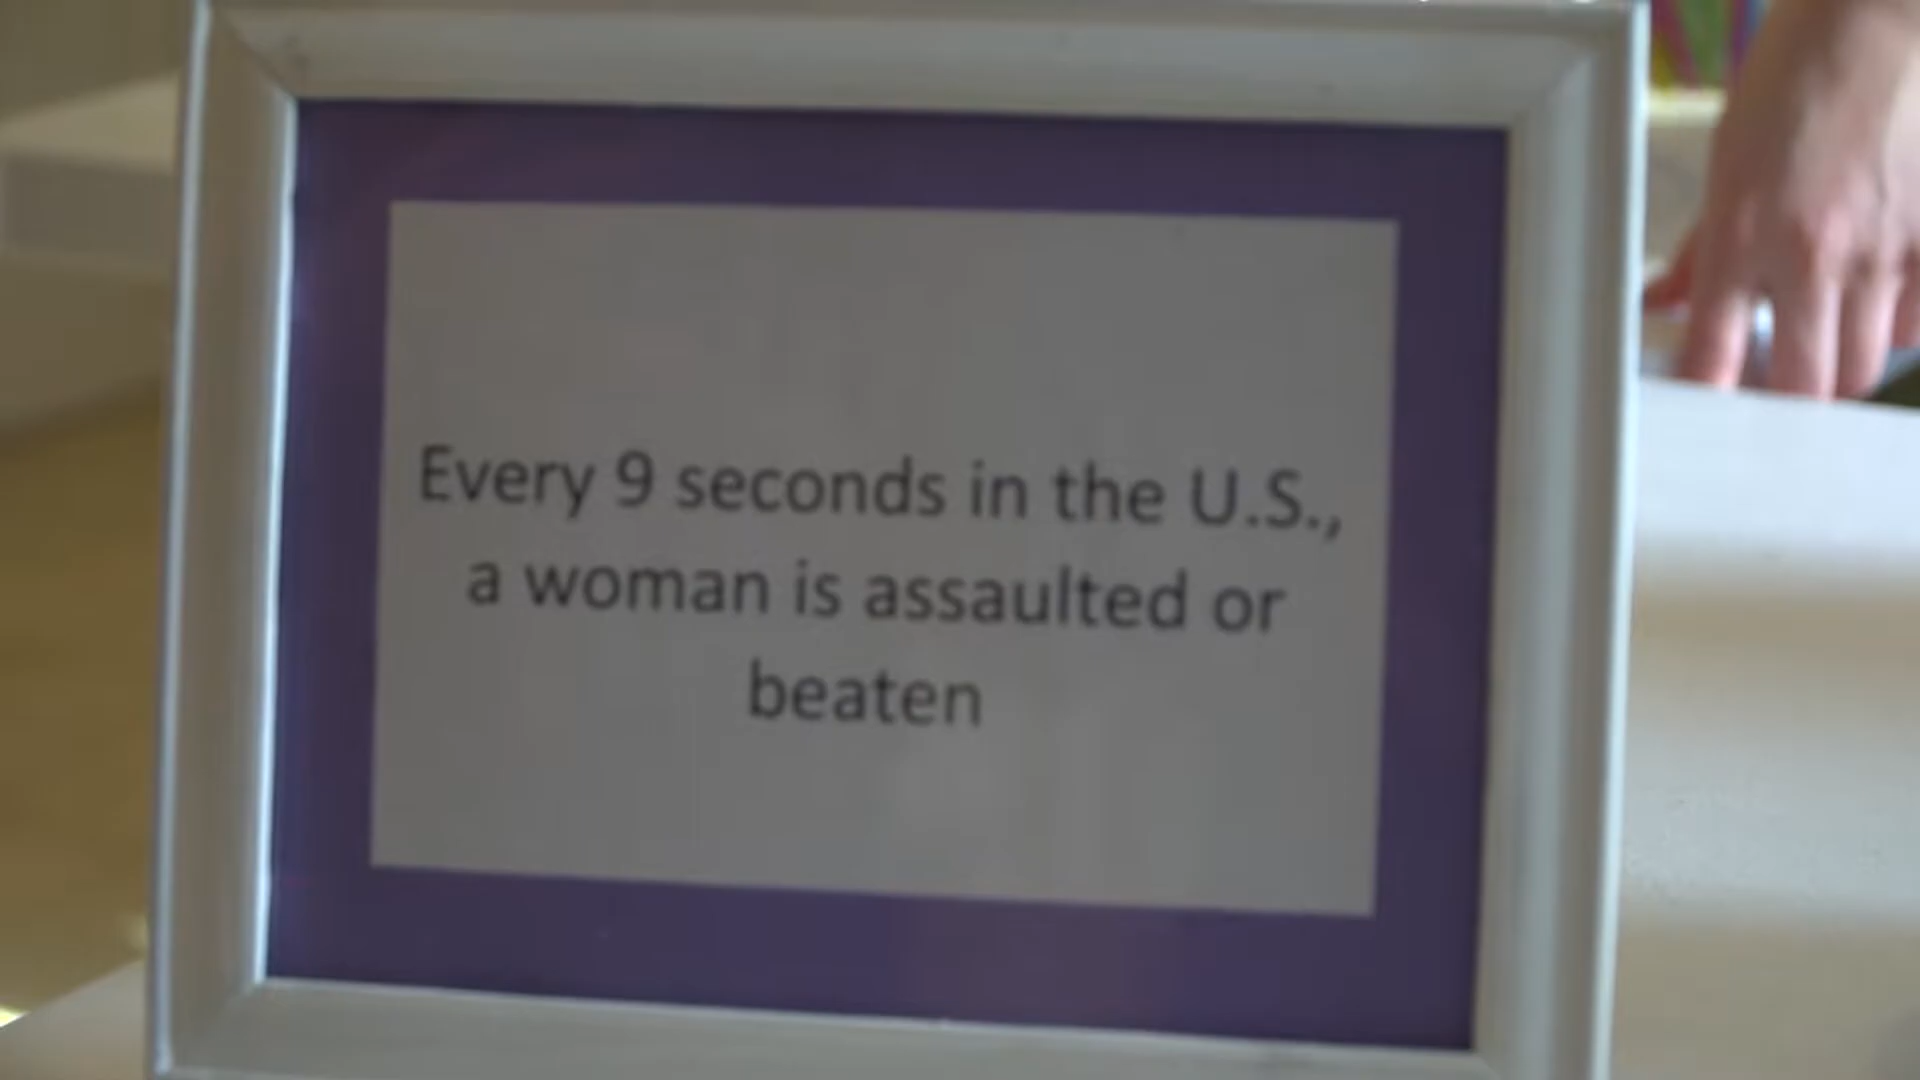 Every 9 seconds in the U.S.,
a woman is assaulted or
beaten